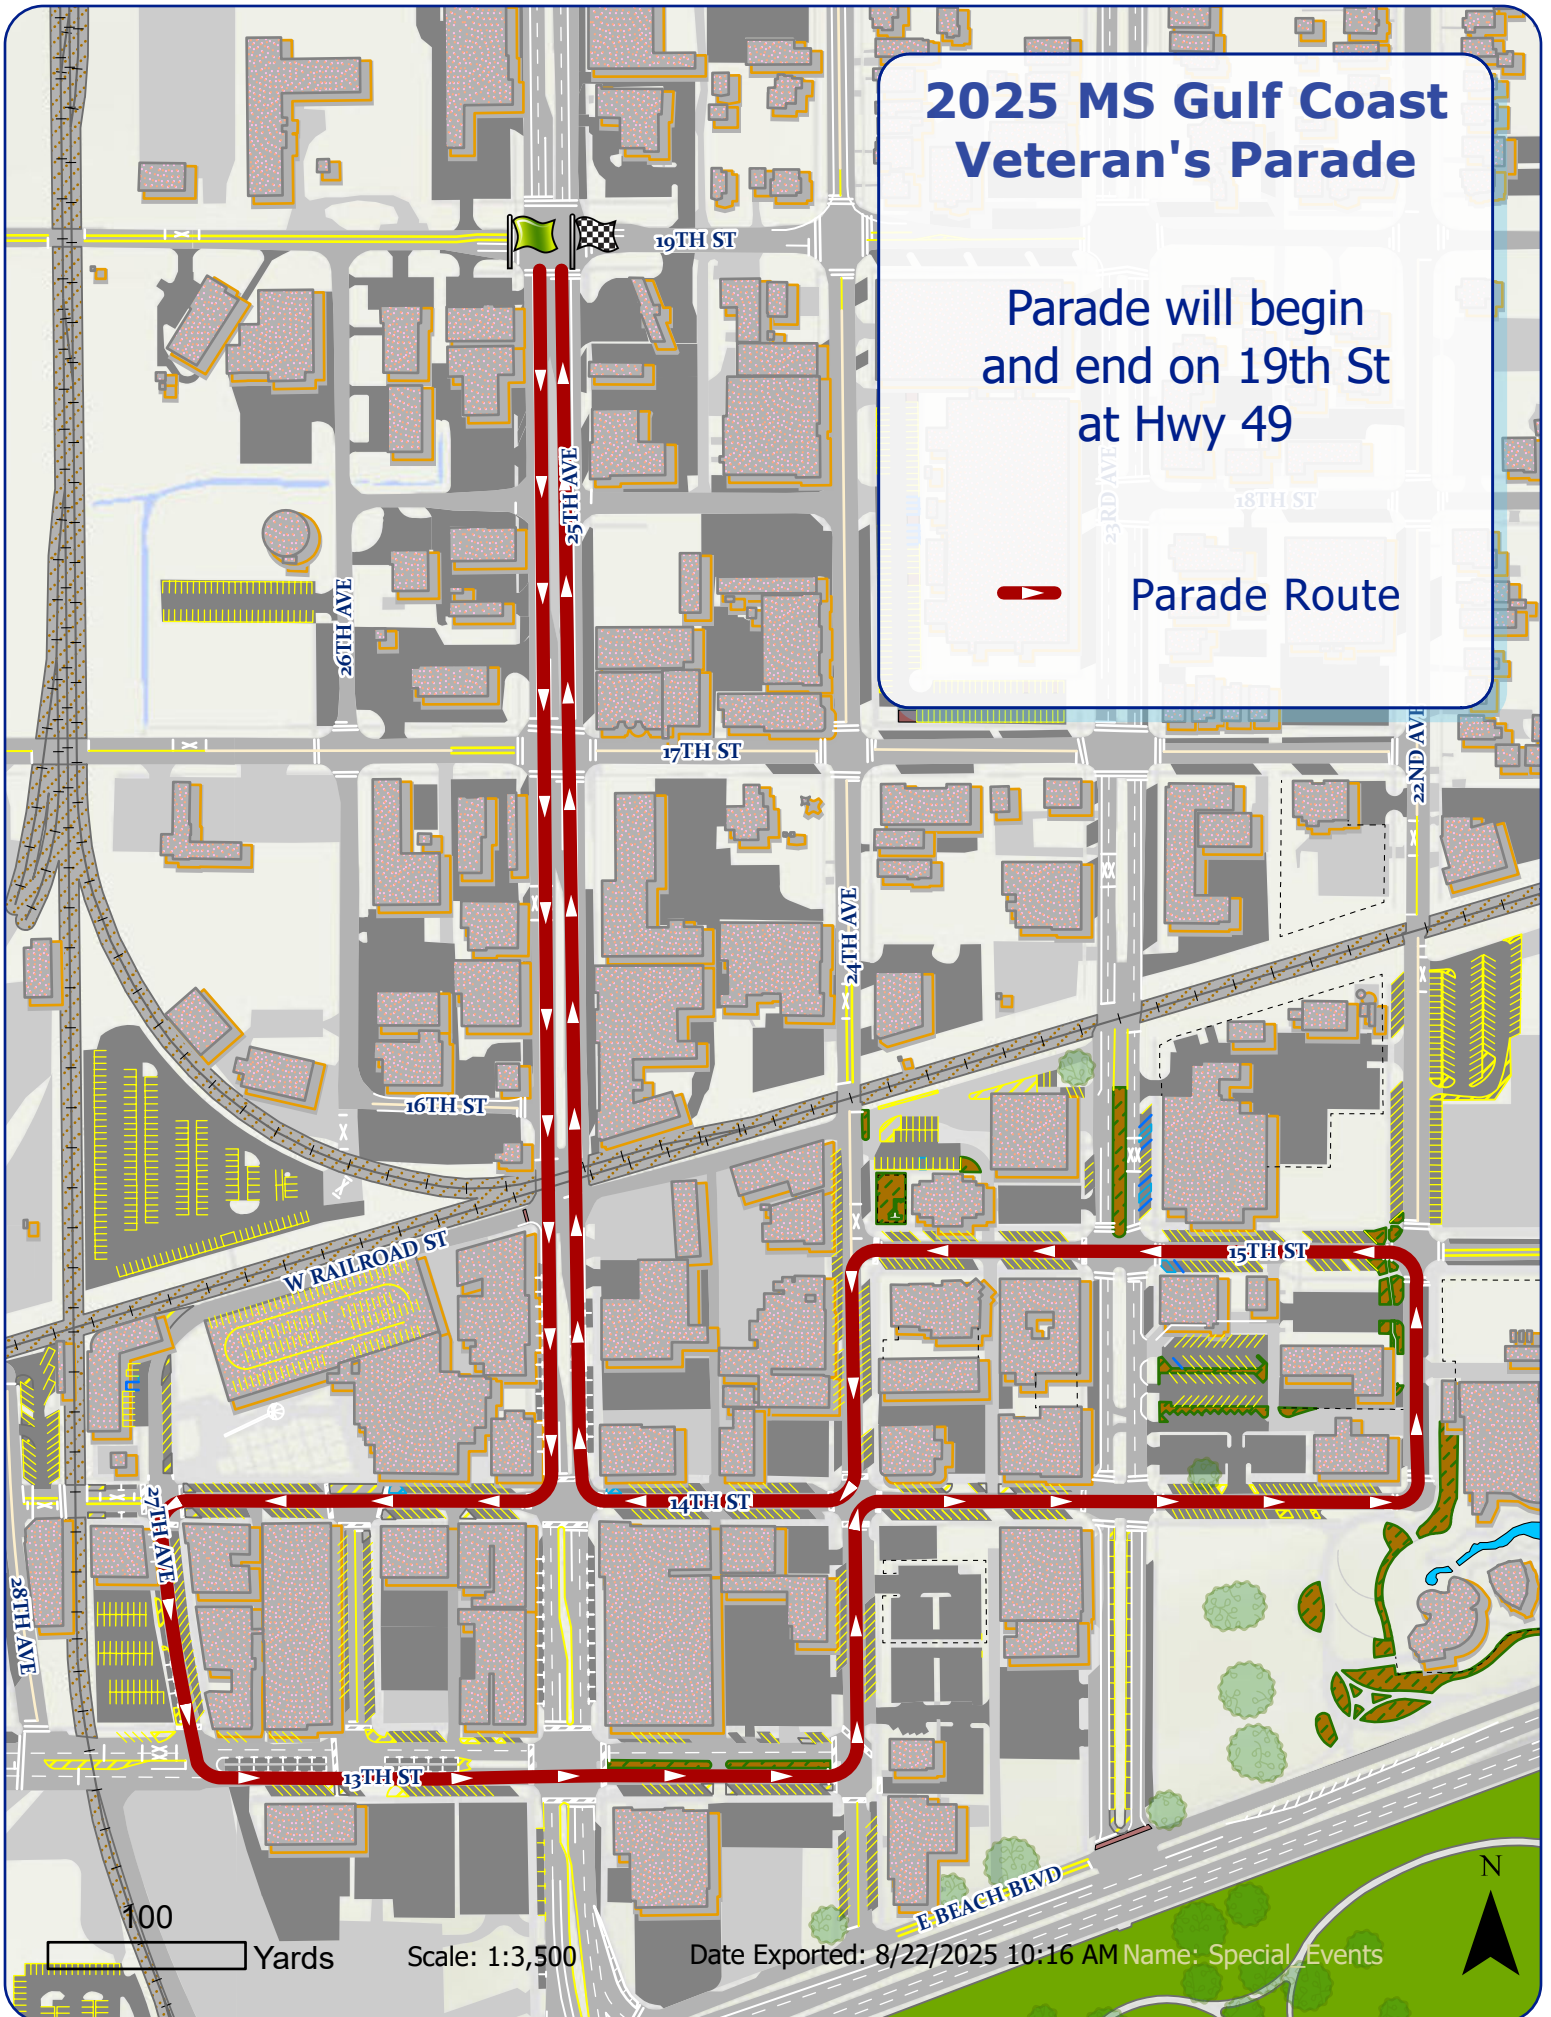 2025 MS Gulf Coast
Veteran's Parade
Parade will begin
and end on 19th St
at Hwy 49
Parade Route
19TH ST
25TH AVE
23RD AVE
18TH ST
26TH AVE
17TH ST
22ND AVE
24TH AVE
16TH ST
W RAILROAD ST
15TH ST
14TH ST
27TH AVE
28TH AVE
13TH ST
E BEACH BLVD
N
100
Yards
Scale: 1:3,500
Date Exported: 8/22/2025 10:16 AM
Name: Special_Events